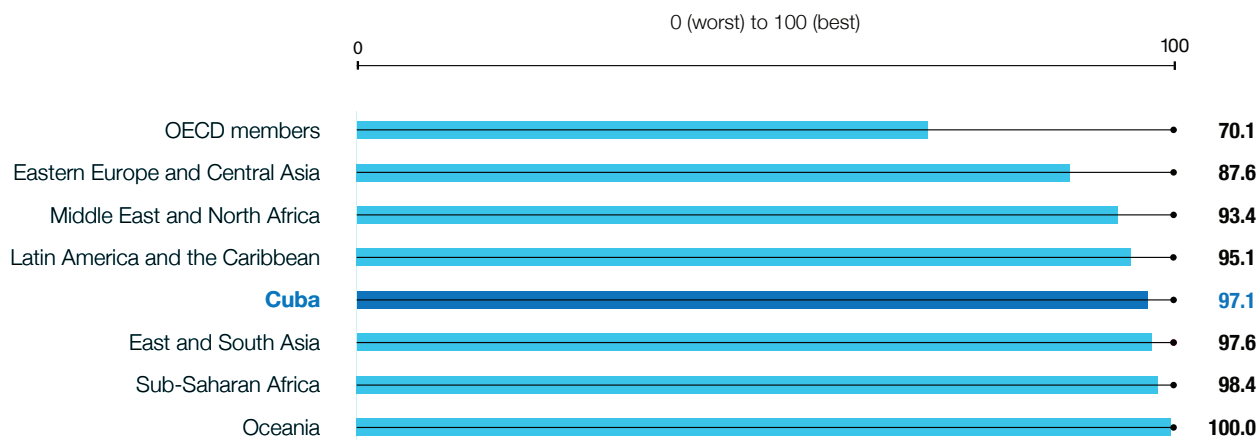 0 (worst) to 100 (best)
0 100
OECD members 70.1
Eastern Europe and Central Asia 87.6
Middle East and North Africa 93.4
Latin America and the Caribbean 95.1
Cuba 97.1
East and South Asia 97.6
Sub-Saharan Africa 98.4
Oceania 100.0